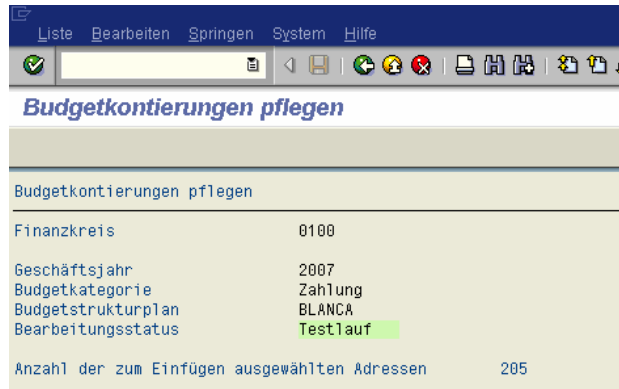 Liste Bearbeiten Springen System Hilfe
Budgetkontierungen pflegen
Budgetkontierungen pflegen
Finanzkreis 0100
Geschäftsjahr 2007
Budgetkategorie Zahlung
Budgetstrukturplan BLANCA
Bearbeitungsstatus Testlauf
Anzahl der zum Einfügen ausgewählten Adressen 205